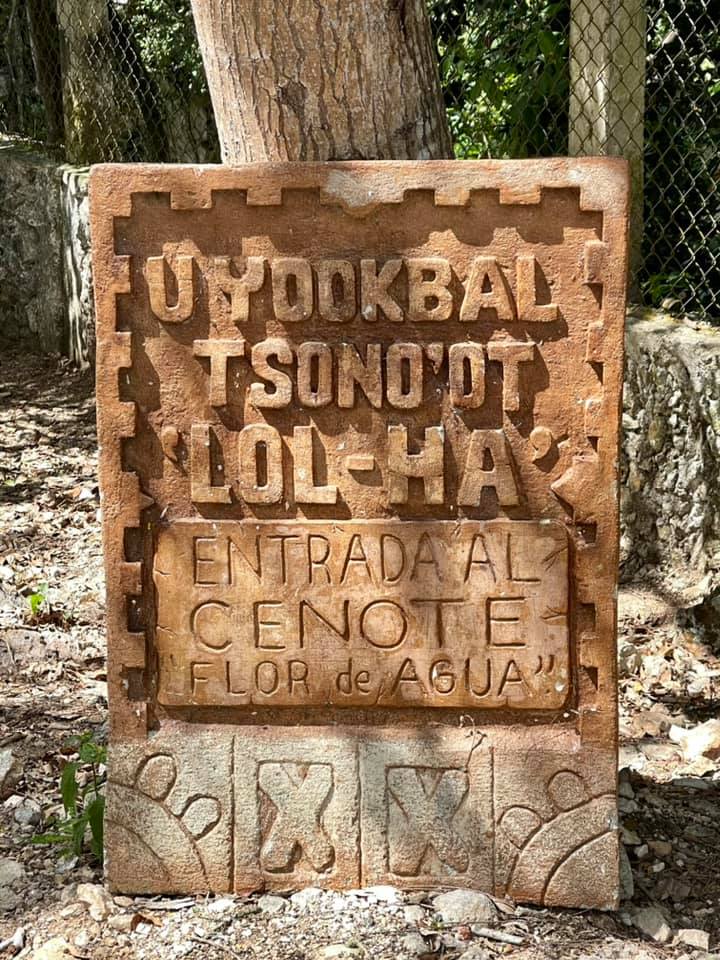 U YOOKBAL
TSONO'OT
'LOL-HA'
ENTRADA AL
CENOTE
"FLOR de AGUA"
X X